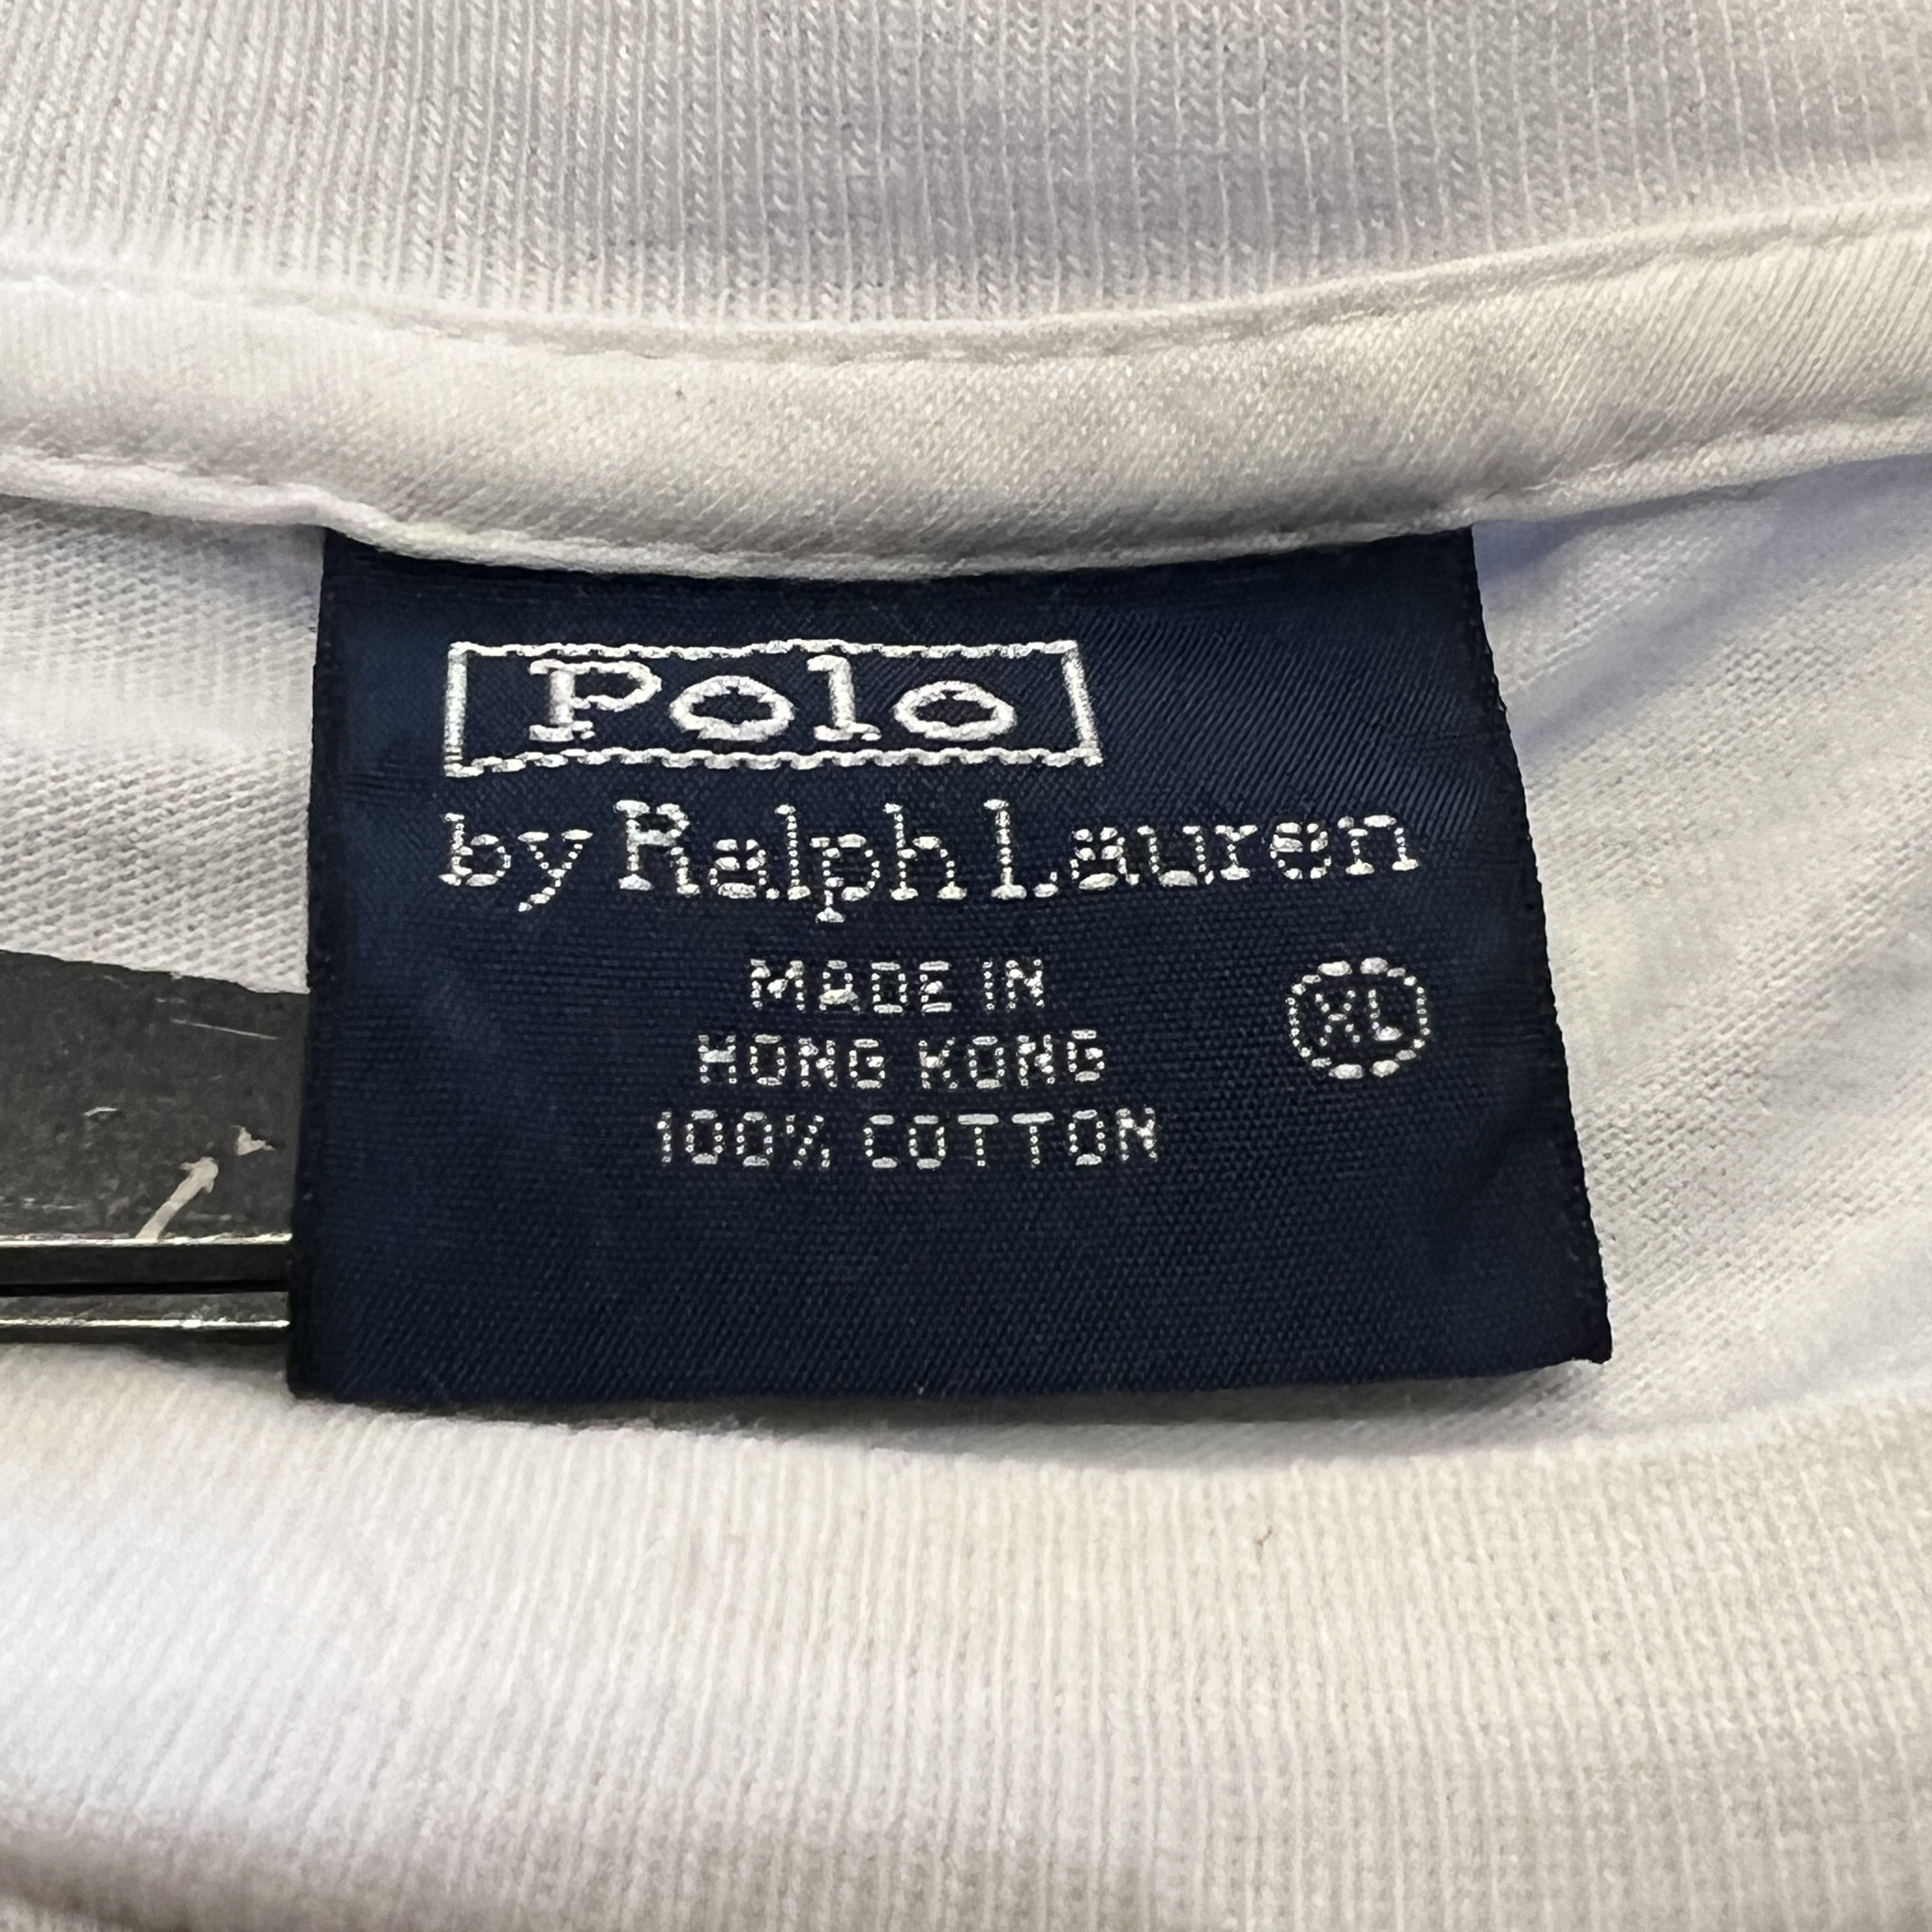 Polo
by Ralph Lauren
MADE IN
HONG KONG
100% COTTON
XL